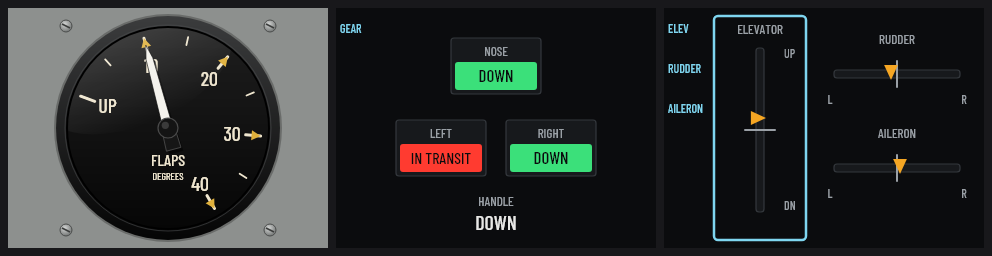 10
20
UP
30
FLAPS
DEGREES
40
GEAR
NOSE
DOWN
LEFT
IN TRANSIT
RIGHT
DOWN
HANDLE
DOWN
ELEV
RUDDER
AILERON
ELEVATOR
UP
DN
RUDDER
L R
AILERON
L R